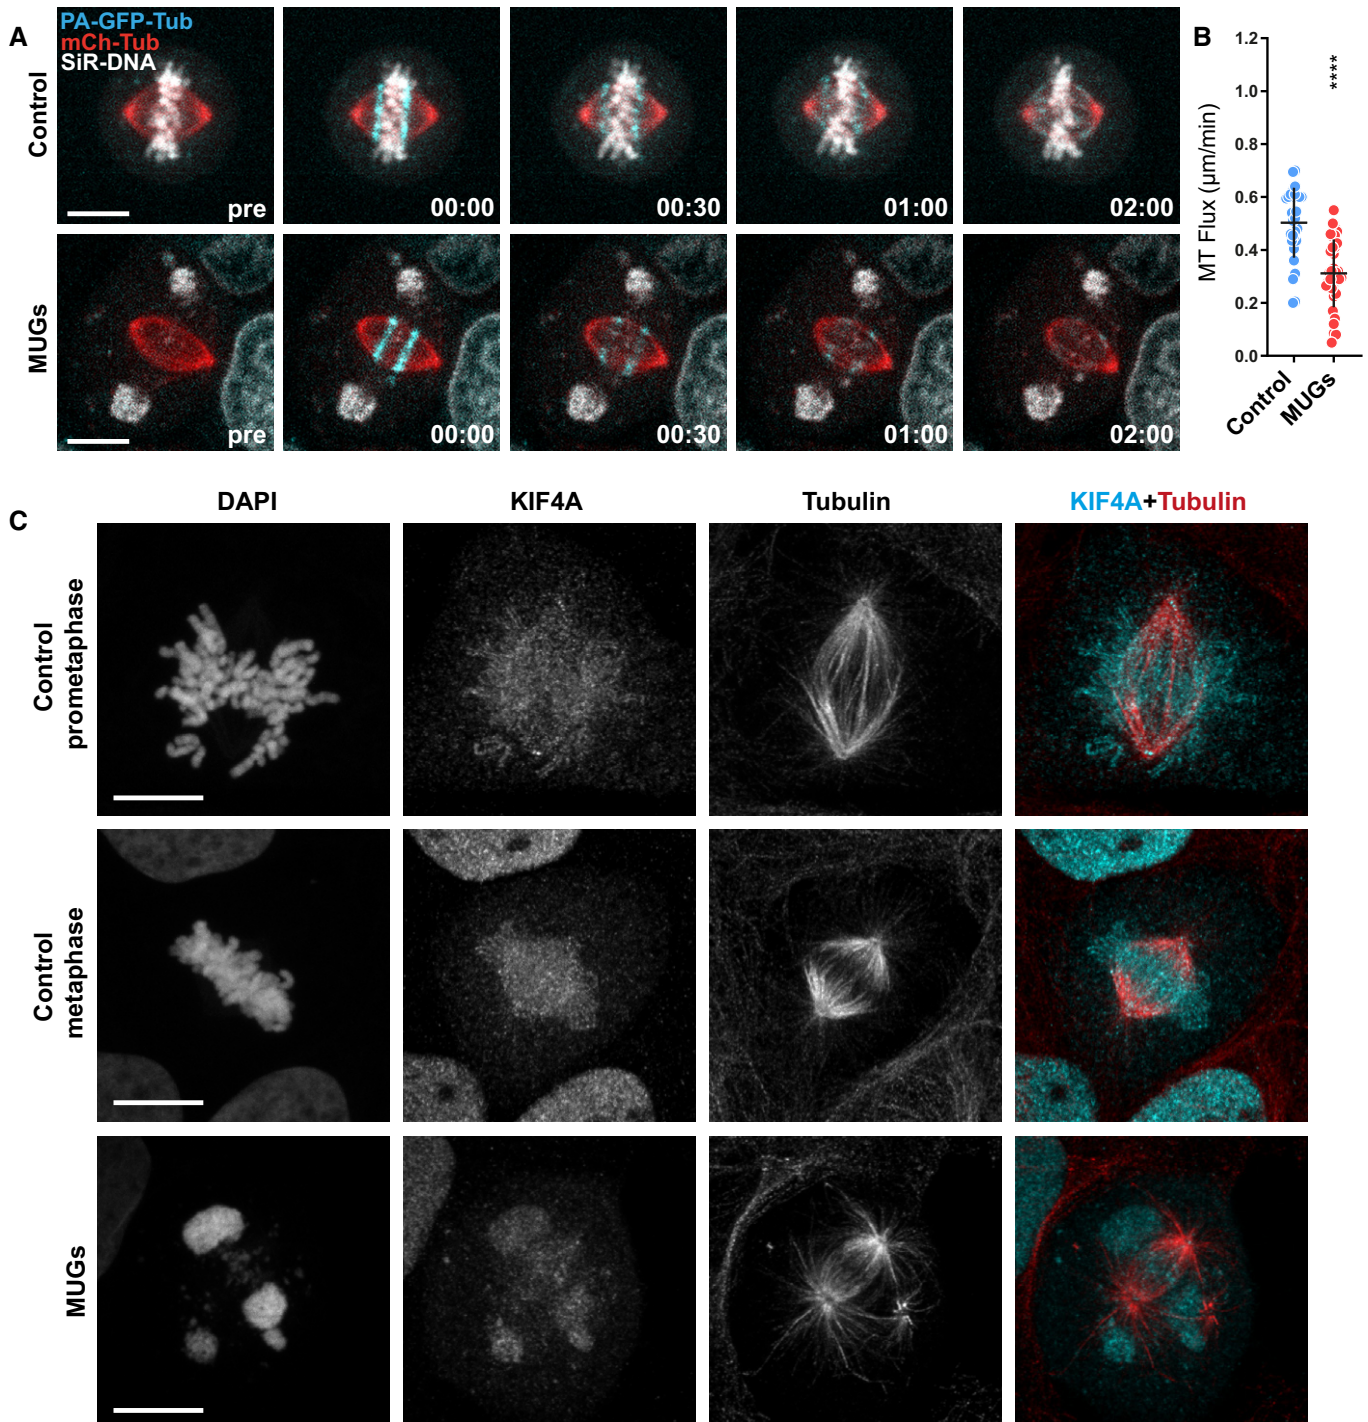 A
PA-GFP-Tub
mCh-Tub
SiR-DNA
Control
pre
00:00
00:30
01:00
02:00
MUGs
pre
00:00
00:30
01:00
02:00
B
****
MT Flux (µm/min)
1.2
1.0
0.8
0.6
0.4
0.2
0.0
Control
MUGs
C
DAPI
KIF4A
Tubulin
KIF4A+Tubulin
Control
prometaphase
Control
metaphase
MUGs